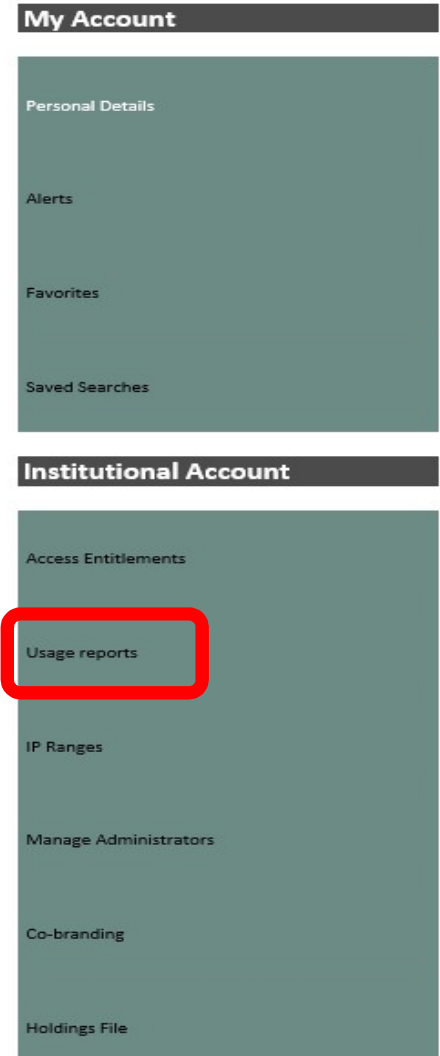 My Account
Personal Details
Alerts
Favorites
Saved Searches
Institutional Account
Access Entitlements
Usage reports
IP Ranges
Manage Administrators
Co-branding
Holdings File